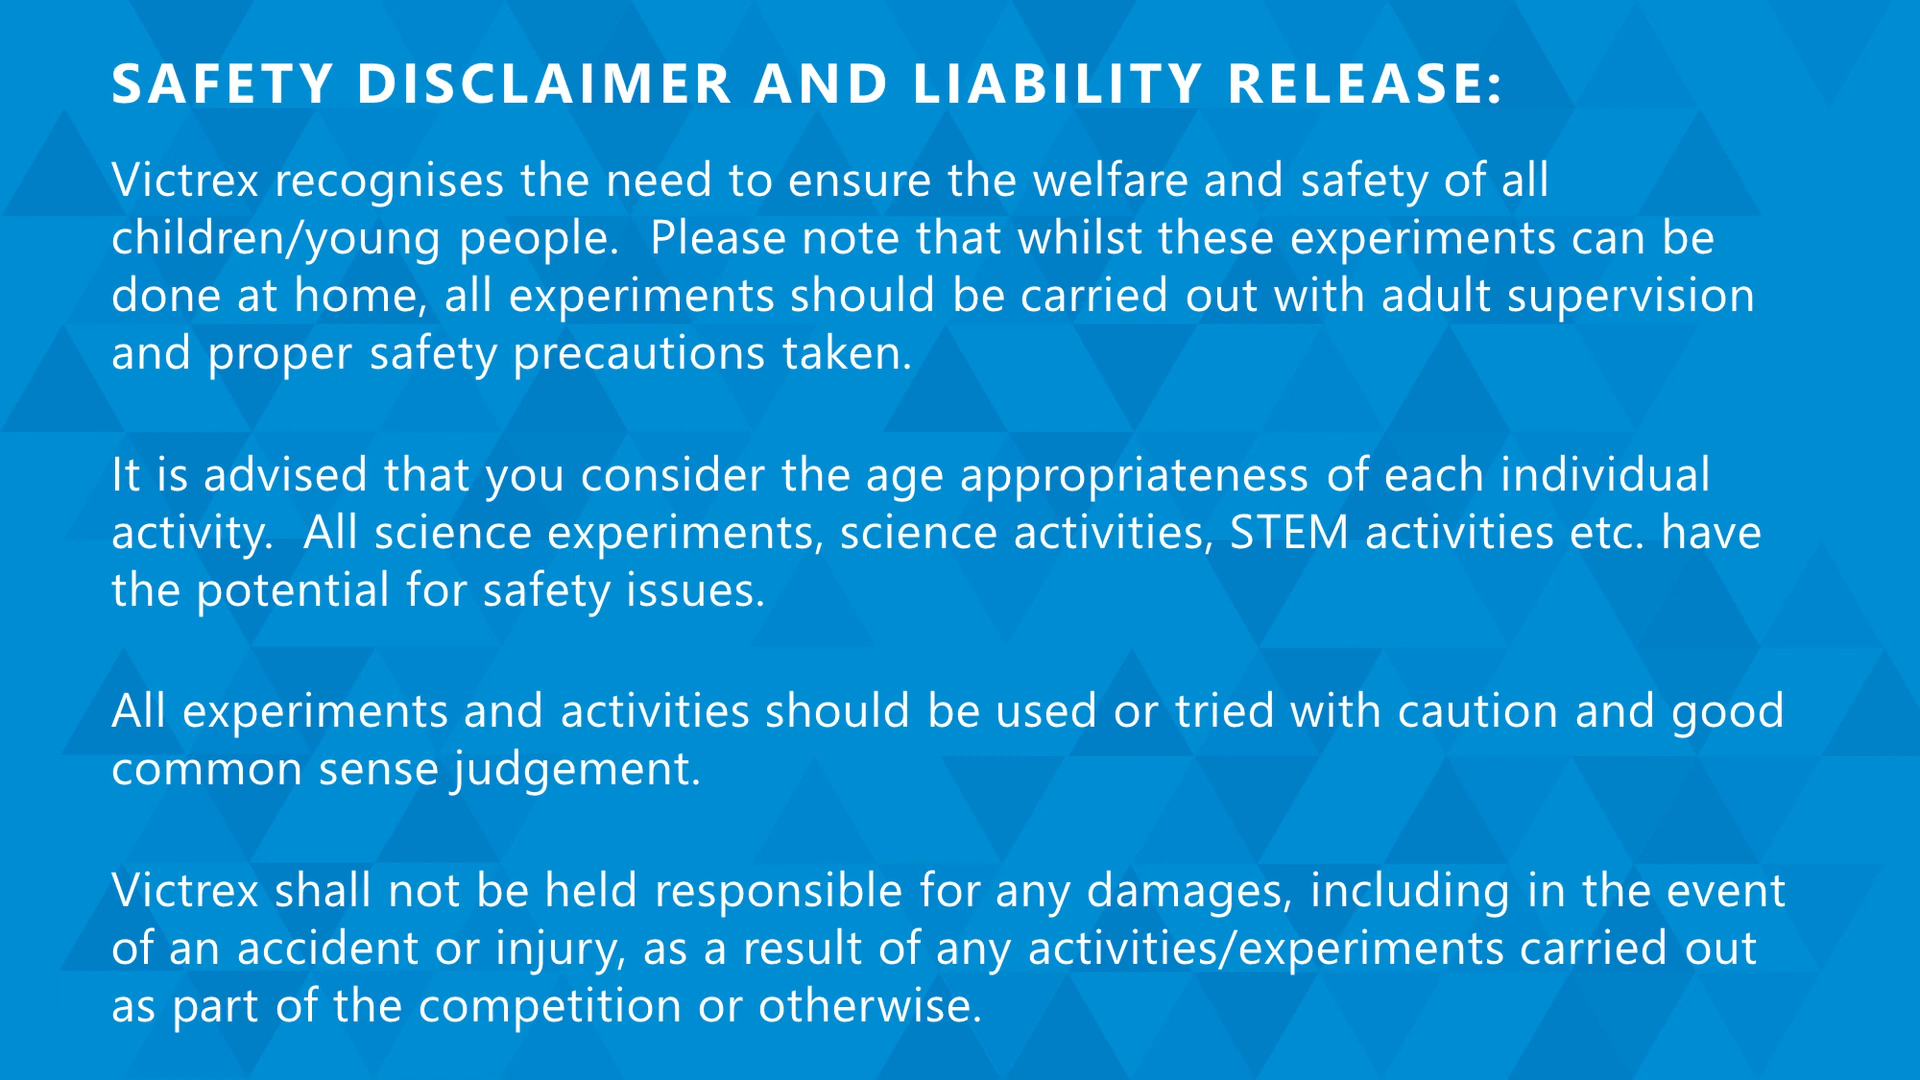 SAFETY DISCLAIMER AND LIABILITY RELEASE:
Victrex recognises the need to ensure the welfare and safety of all
children/young people.  Please note that whilst these experiments can be
done at home, all experiments should be carried out with adult supervision
and proper safety precautions taken.
It is advised that you consider the age appropriateness of each individual
activity.  All science experiments, science activities, STEM activities etc. have
the potential for safety issues.
All experiments and activities should be used or tried with caution and good
common sense judgement.
Victrex shall not be held responsible for any damages, including in the event
of an accident or injury, as a result of any activities/experiments carried out
as part of the competition or otherwise.